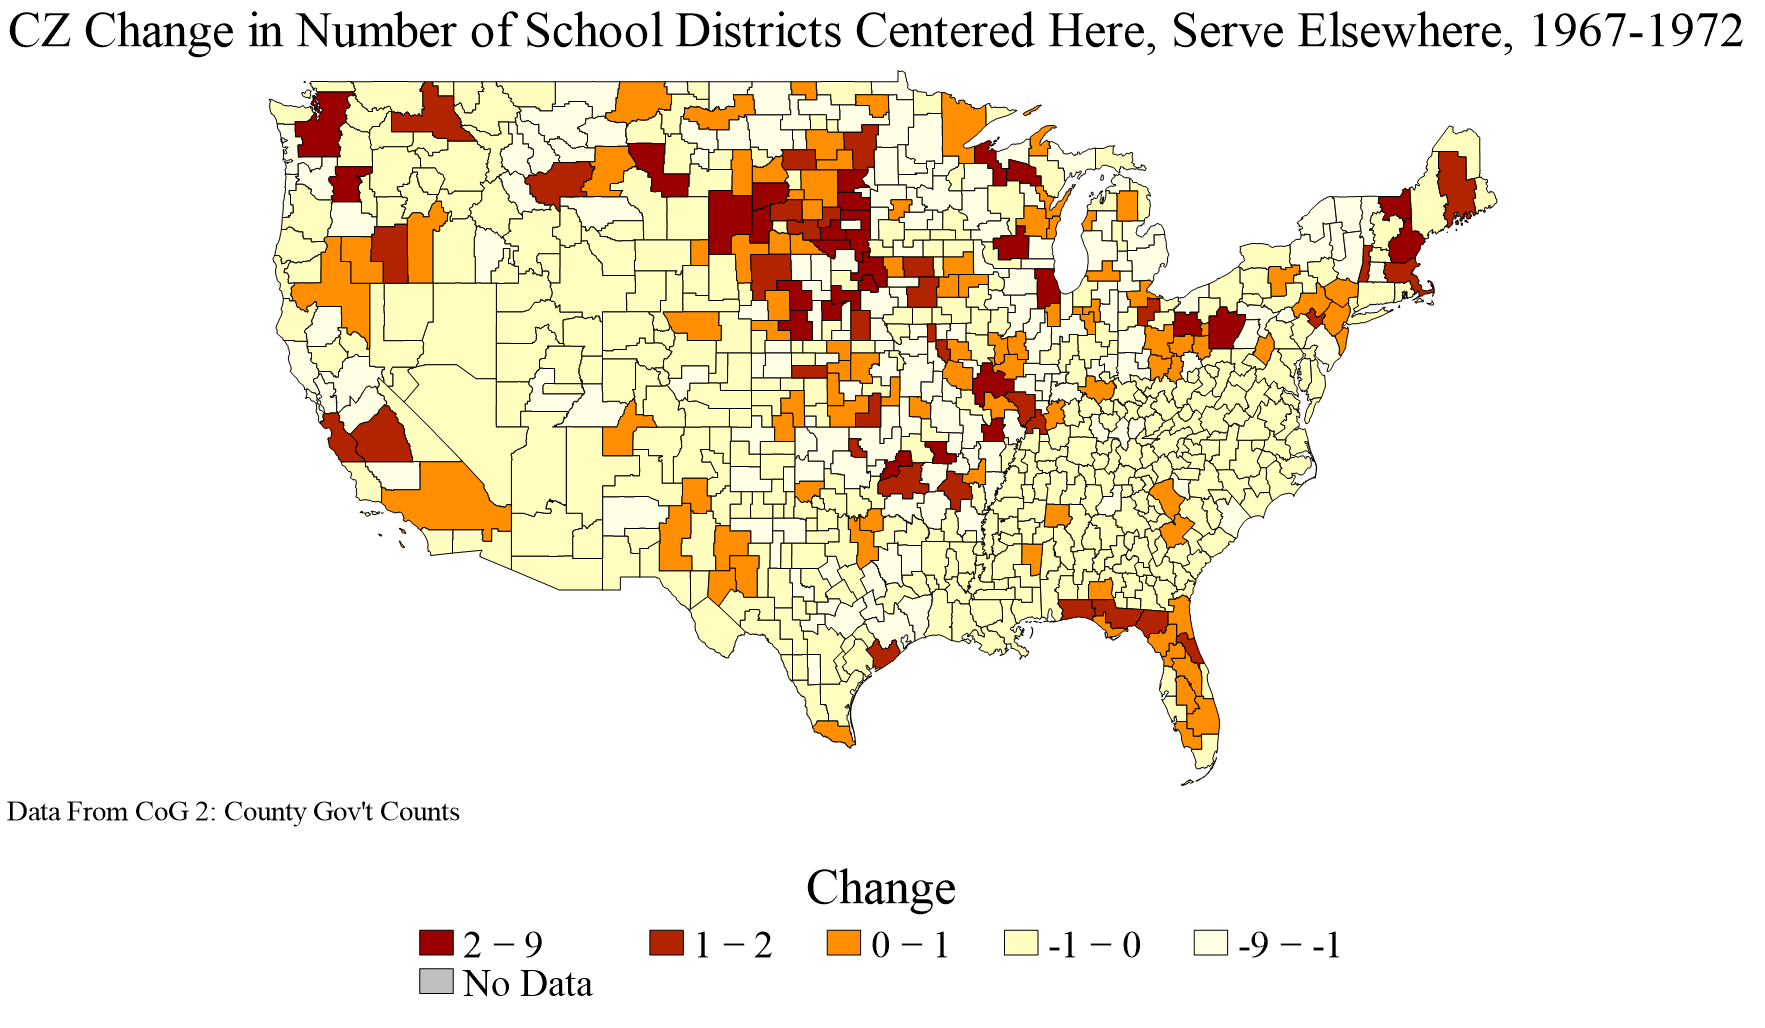 CZ Change in Number of School Districts Centered Here, Serve Elsewhere, 1967-1972
Data From CoG 2: County Gov't Counts
Change
2 − 9 1 − 2 0 − 1 -1 − 0 -9 − -1
No Data